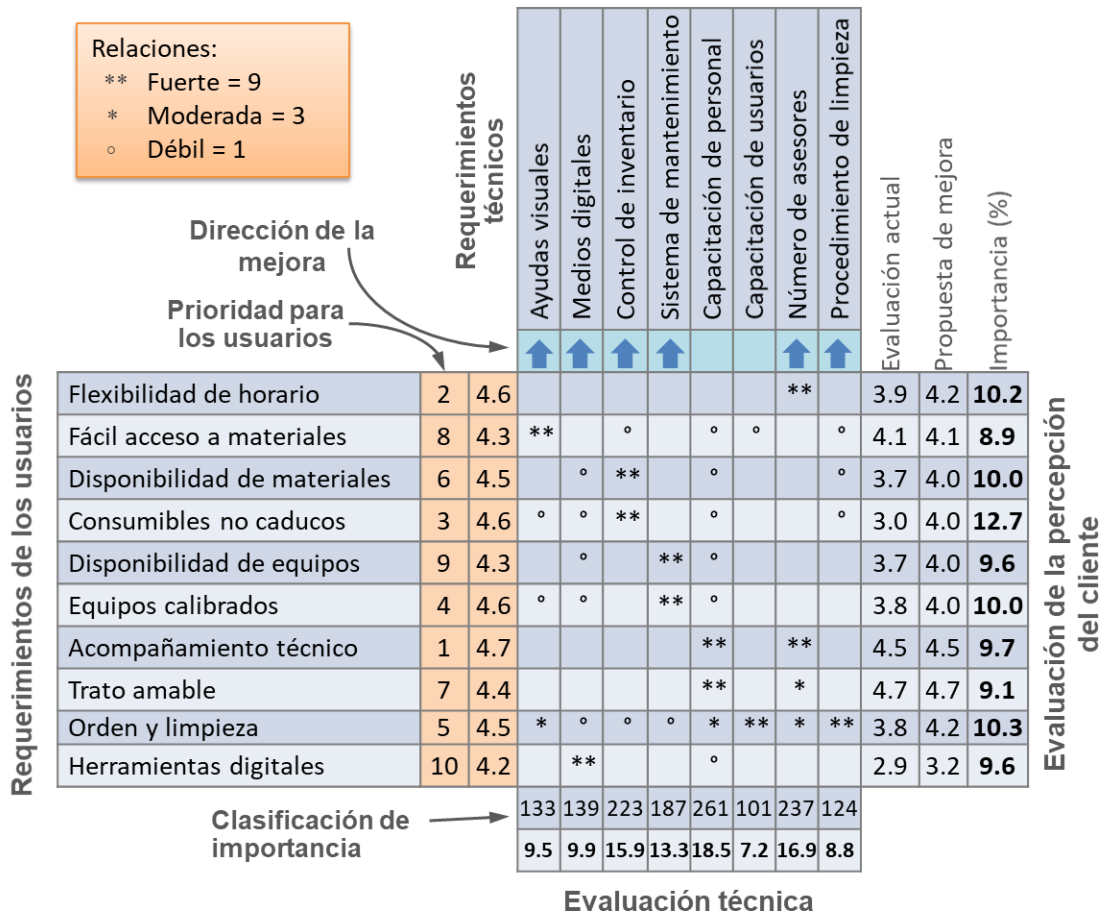 Relaciones:
** Fuerte = 9
* Moderada = 3
° Débil = 1
Requerimientos
técnicos
Dirección de la
mejora
Prioridad para
los usuarios
Ayudas visuales
Medios digitales
Control de inventario
Sistema de mantenimiento
Capacitación de personal
Capacitación de usuarios
Número de asesores
Procedimiento de limpieza
Evaluación actual
Propuesta de mejora
Importancia (%)
Requerimientos de los usuarios
Flexibilidad de horario 2 4.6 ** 3.9 4.2 10.2
Fácil acceso a materiales 8 4.3 ** ° ° ° ° 4.1 4.1 8.9
Disponibilidad de materiales 6 4.5 ° ** ° ° 3.7 4.0 10.0
Consumibles no caducos 3 4.6 ° ° ** ° ° 3.0 4.0 12.7
Disponibilidad de equipos 9 4.3 ° ** ° 3.7 4.0 9.6
Equipos calibrados 4 4.6 ° ° ** ° 3.8 4.0 10.0
Acompañamiento técnico 1 4.7 ** ** 4.5 4.5 9.7
Trato amable 7 4.4 ** * 4.7 4.7 9.1
Orden y limpieza 5 4.5 * ° ° ° * ** * ** 3.8 4.2 10.3
Herramientas digitales 10 4.2 ** ° 2.9 3.2 9.6
Evaluación de la percepción
del cliente
Clasificación de
importancia
133 139 223 187 261 101 237 124
9.5 9.9 15.9 13.3 18.5 7.2 16.9 8.8
Evaluación técnica